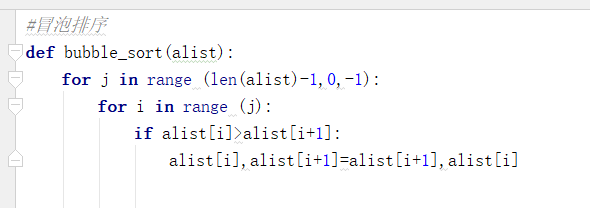 #冒泡排序
def bubble_sort(alist):
    for j in range (len(alist)-1,0,-1):
        for i in range (j):
            if alist[i]>alist[i+1]:
                alist[i],alist[i+1]=alist[i+1],alist[i]